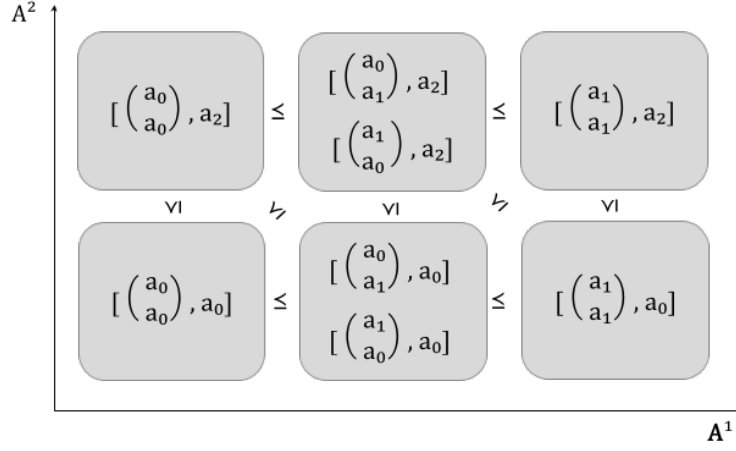 A²
[(a₀ a₀), a₂] ≤ [(a₀ a₁), a₂] [(a₁ a₀), a₂] ≤ [(a₁ a₁), a₂]
≤ ≤ ≤ ≤ ≤
[(a₀ a₀), a₀] ≤ [(a₀ a₁), a₀] [(a₁ a₀), a₀] ≤ [(a₁ a₁), a₀]
A¹